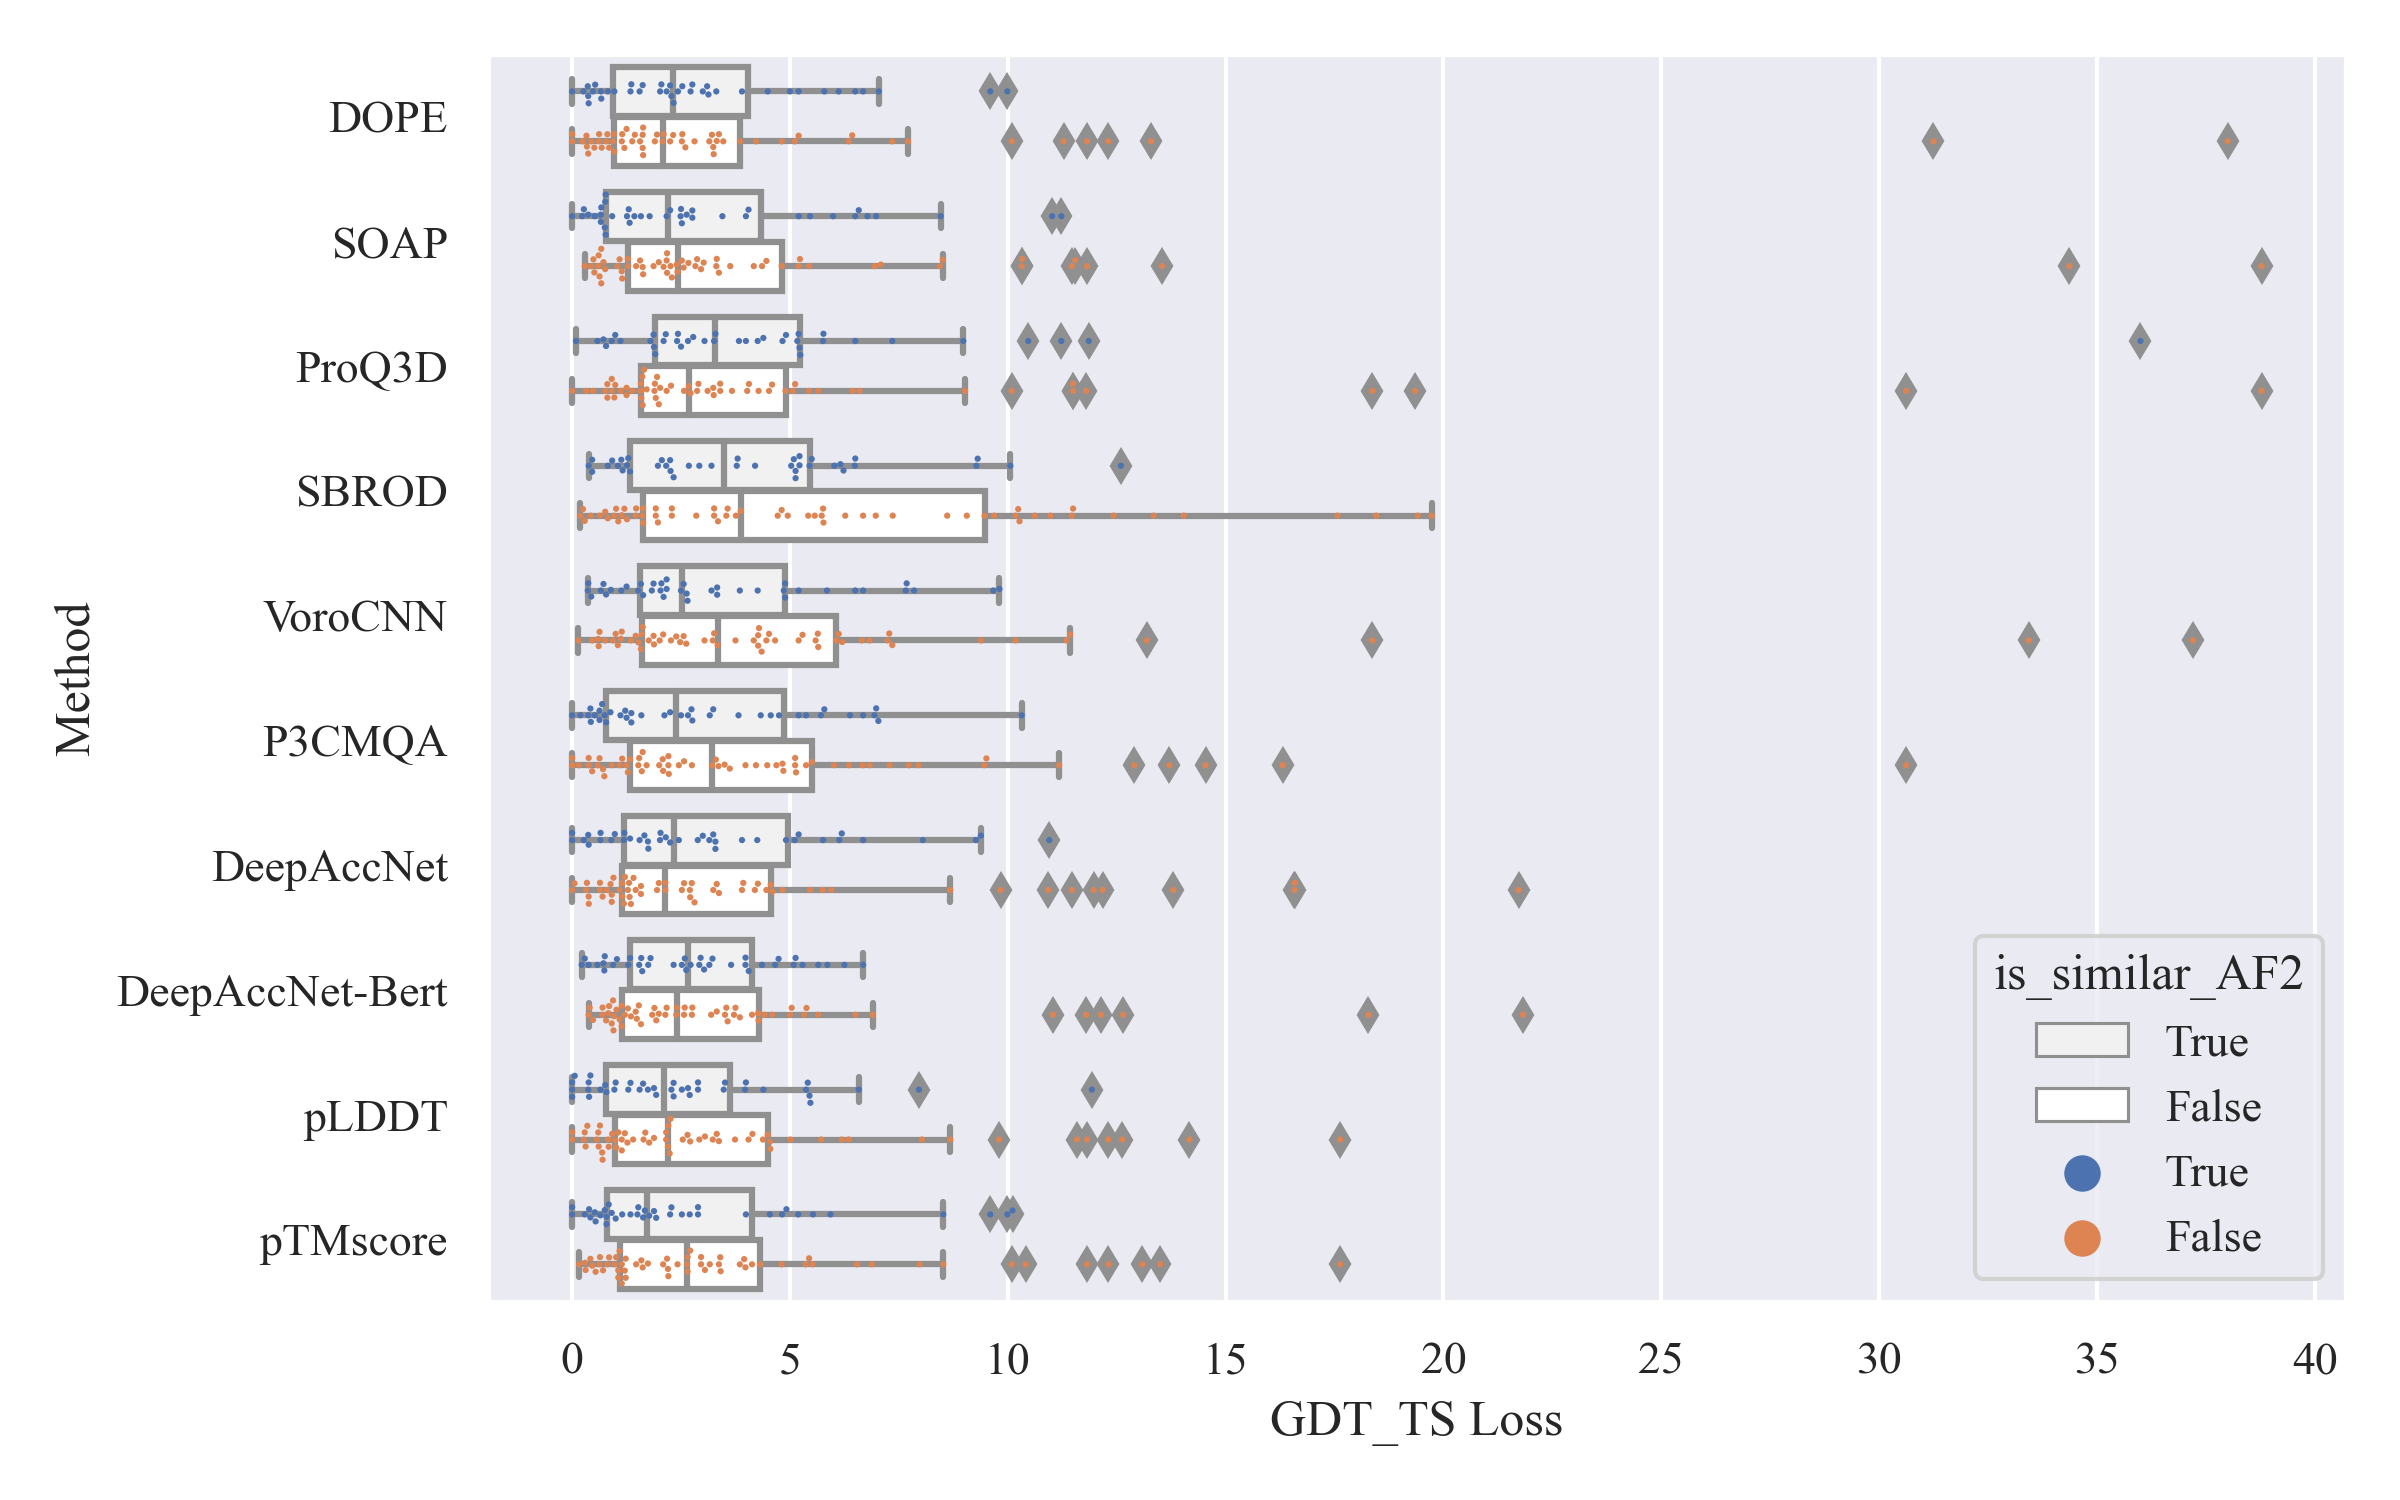 DOPE
SOAP
ProQ3D
SBROD
VoroCNN
P3CMQA
DeepAccNet
DeepAccNet-Bert
pLDDT
pTMscore
Method
is_similar_AF2
True
False
True
False
0 5 10 15 20 25 30 35 40
GDT_TS Loss